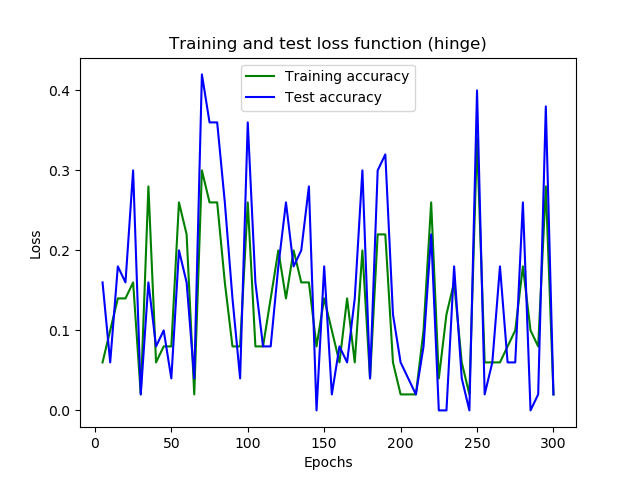 Training and test loss function (hinge)
Training accuracy
Test accuracy
0.4
0.3
0.2
0.1
0.0
Loss
0 50 100 150 200 250 300
Epochs